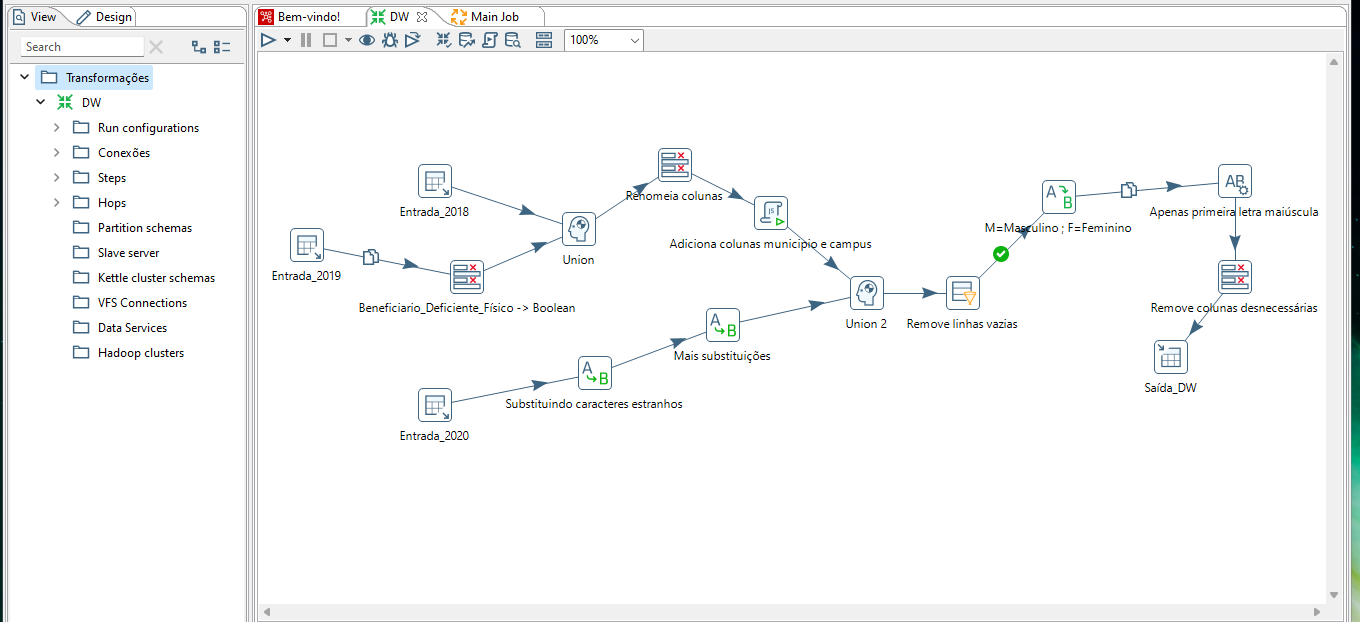 View
Design
Search
Transformações
DW
Run configurations
Conexões
Steps
Hops
Partition schemas
Slave server
Kettle cluster schemas
VFS Connections
Data Services
Hadoop clusters
Bem-vindo!
DW
Main Job
100%
Entrada_2018
Entrada_2019
Beneficiario_Deficiente_Físico -> Boolean
Union
Renomeia colunas
JS
Adiciona colunas municipio e campus
A
B
Mais substituições
A
B
Substituindo caracteres estranhos
Entrada_2020
Union 2
Remove linhas vazias
A
B
M=Masculino ; F=Feminino
AB
Apenas primeira letra maiúscula
Remove colunas desnecessárias
Saída_DW